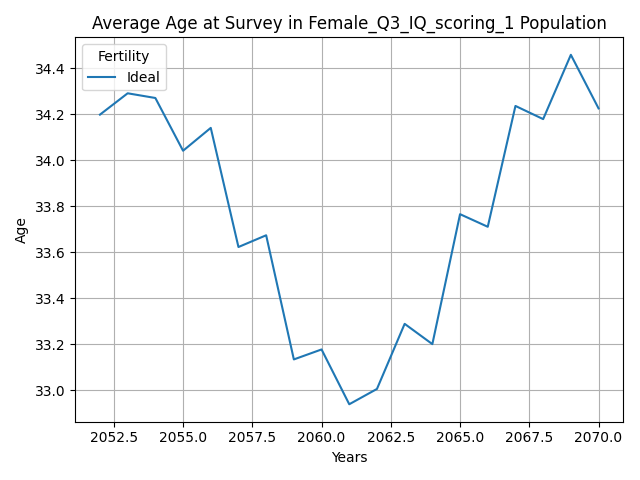 Average Age at Survey in Female_Q3_IQ_scoring_1 Population
Fertility
Ideal
34.4
34.2
34.0
33.8
33.6
33.4
33.2
33.0
Age
2052.5 2055.0 2057.5 2060.0 2062.5 2065.0 2067.5 2070.0
Years